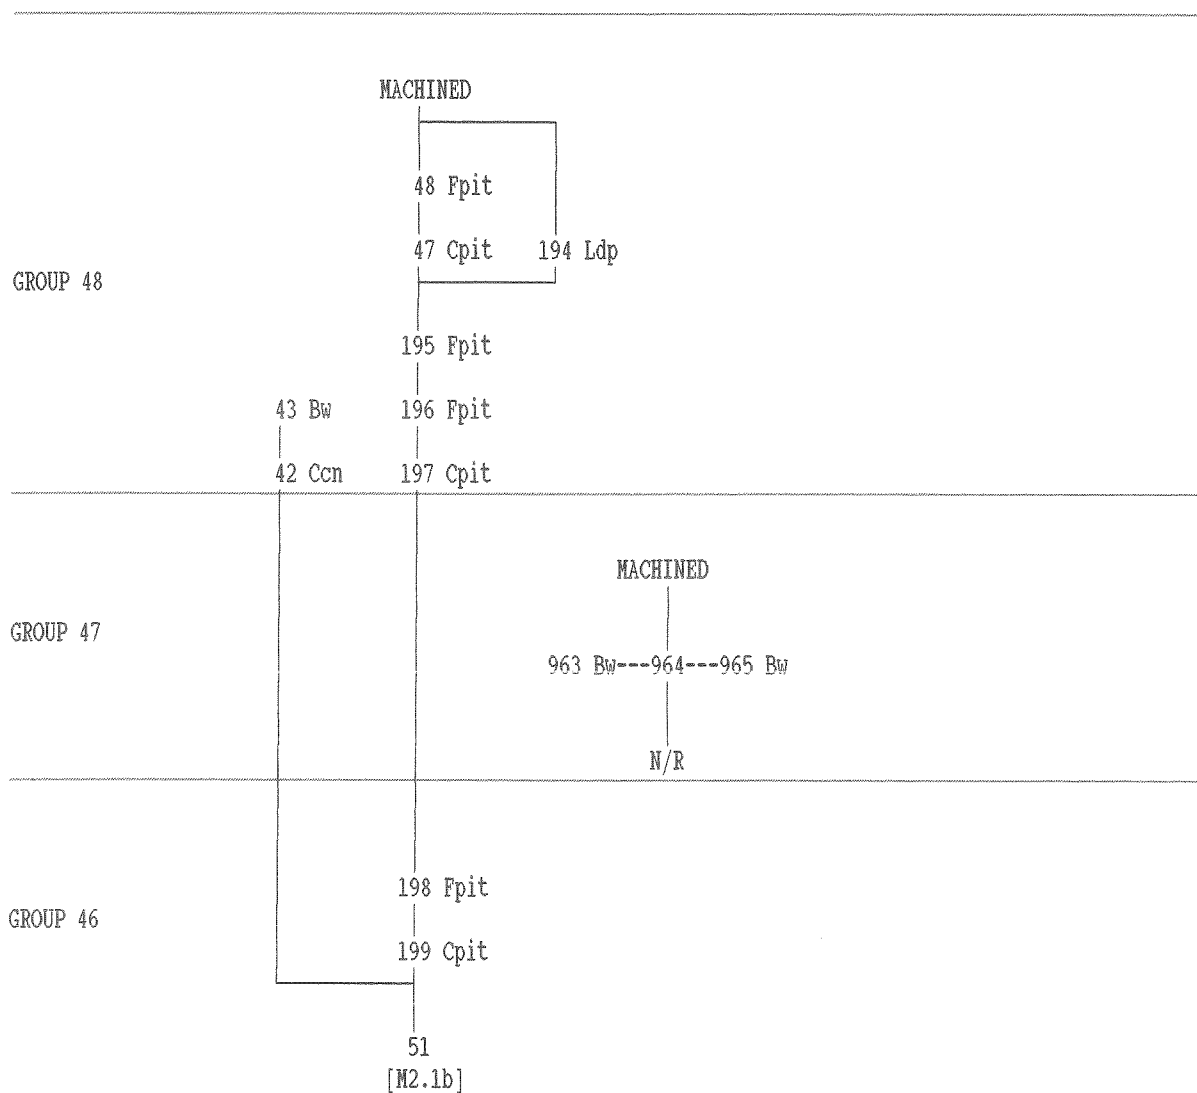 MACHINED
48 Fpit
47 Cpit 194 Ldp
GROUP 48
195 Fpit
43 Bw 196 Fpit
42 Ccn 197 Cpit
MACHINED
GROUP 47
963 Bw---964---965 Bw
N/R
198 Fpit
GROUP 46
199 Cpit
51
[M2.1b]